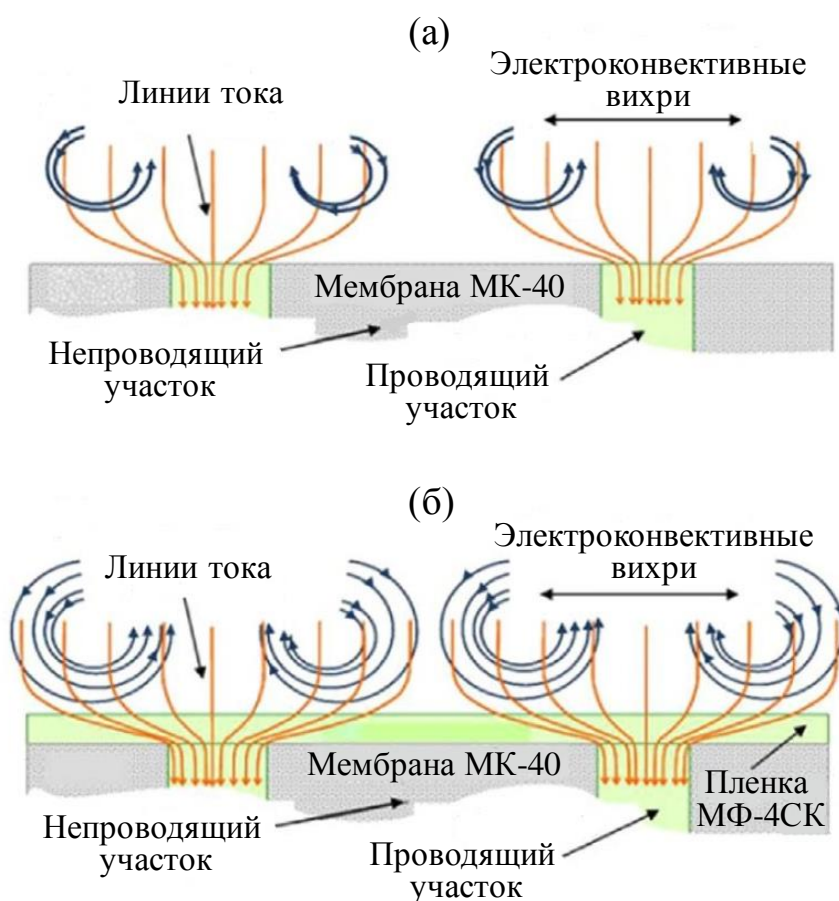 (а)
Линии тока
Электроконвективные
вихри
Мембрана МК-40
Непроводящий
участок
Проводящий
участок
(б)
Линии тока
Электроконвективные
вихри
Мембрана МК-40
Пленка
МФ-4СК
Непроводящий
участок
Проводящий
участок